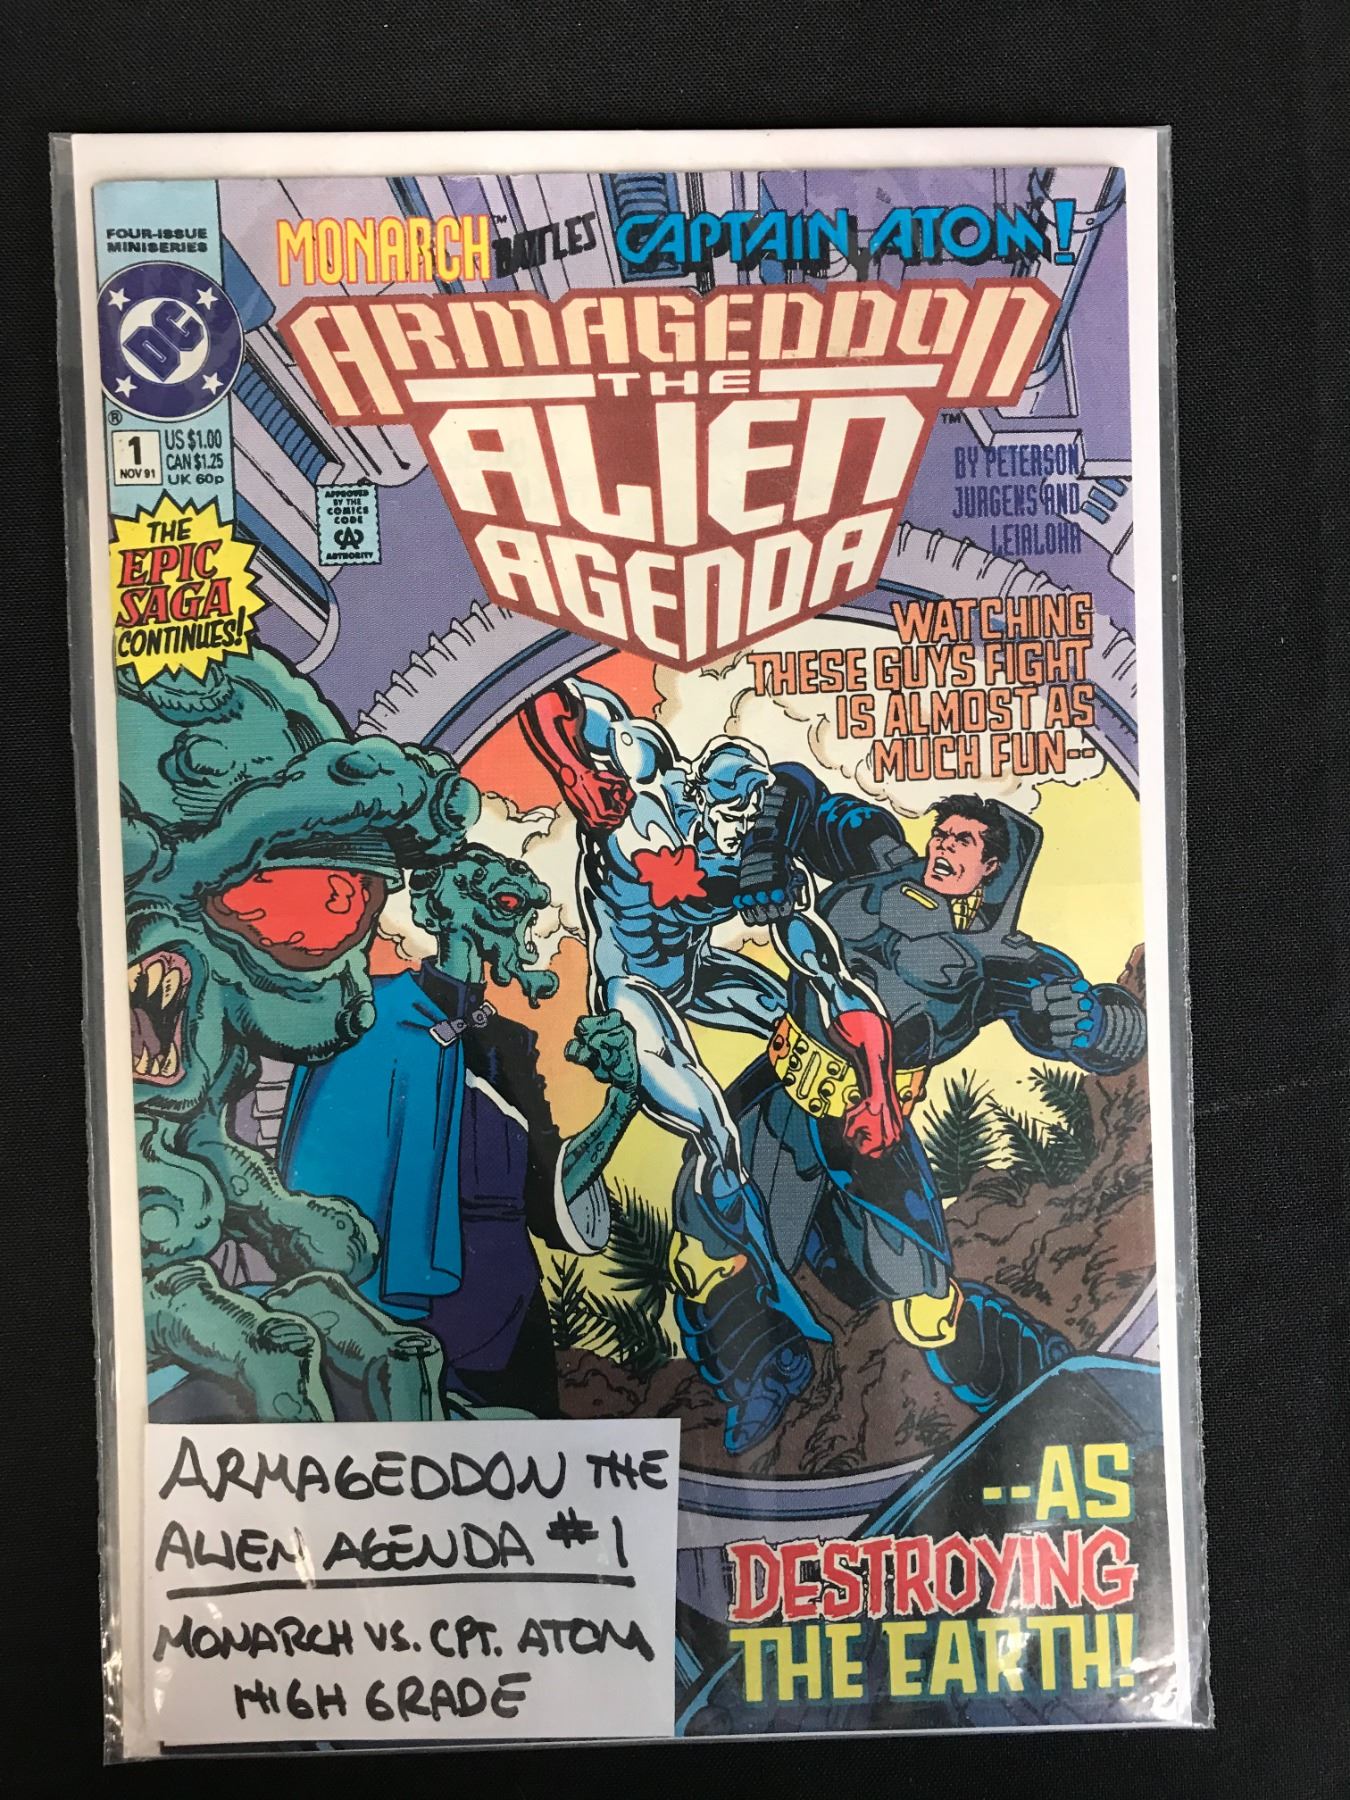 FOUR-ISSUE
MINISERIES
DC
®
1
NOV 91
US $1.00
CAN $1.25
UK 60p
MONARCH™ BATTLES CAPTAIN ATOM!
ARMAGEDDON
THE
ALIEN™
AGENDA
APPROVED
BY THE
COMICS
CODE
CA
AUTHORITY
BY PETERSON
JURGENS AND
LEIALOHA
THE
EPIC
SAGA
CONTINUES!
WATCHING
THESE GUYS FIGHT
IS ALMOST AS
MUCH FUN--
--AS
DESTROYING
THE EARTH!
ARMAGEDDON THE
ALIEN AGENDA #1
MONARCH VS. CPT. ATOM
HIGH GRADE